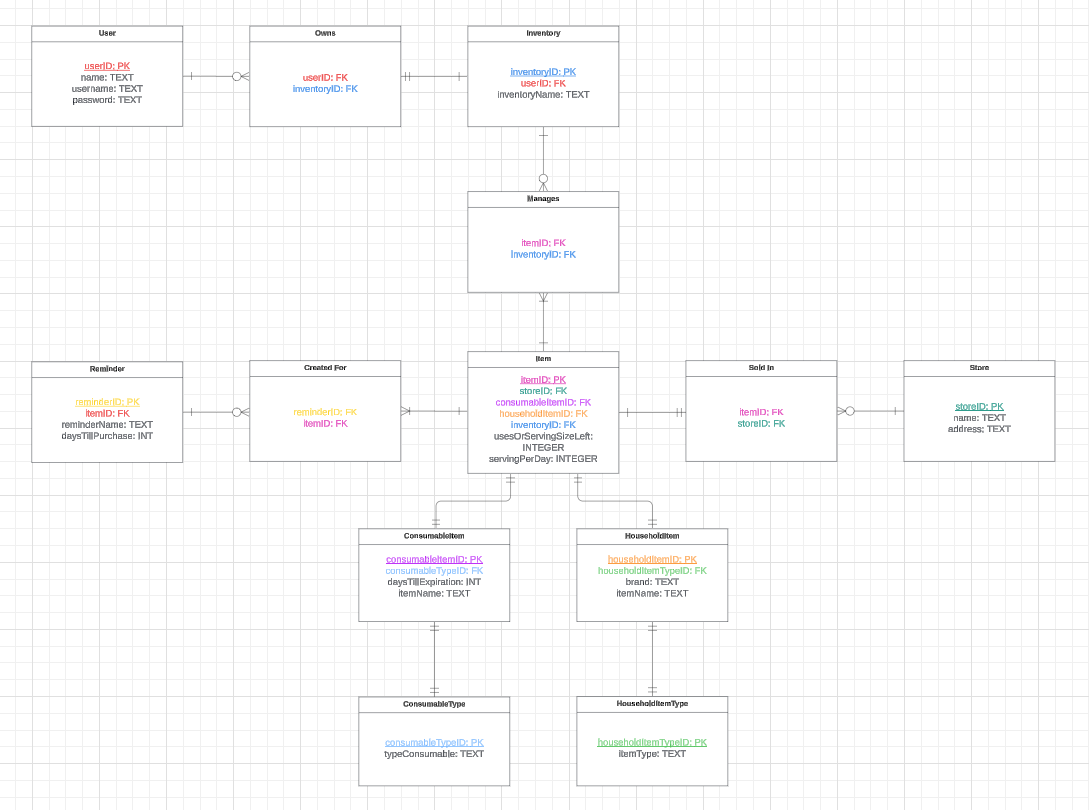 User
userID: PK
name: TEXT
username: TEXT
password: TEXT
Owns
userID: FK
inventoryID: FK
Inventory
inventoryID: PK
userID: FK
inventoryName: TEXT
Manages
itemID: FK
inventoryID: FK
Reminder
reminderID: PK
itemID: FK
reminderName: TEXT
daysTillPurchase: INT
Created For
reminderID: FK
itemID: FK
Item
itemID: PK
storeID: FK
consumableItemID: FK
householdItemID: FK
inventoryID: FK
usesOrServingSizeLeft:
INTEGER
servingPerDay: INTEGER
Sold In
itemID: FK
storeID: FK
Store
storeID: PK
name: TEXT
address: TEXT
ConsumableItem
consumableItemID: PK
consumableTypeID: FK
daysTillExpiration: INT
itemName: TEXT
HouseholdItem
householdItemID: PK
householdItemTypeID: FK
brand: TEXT
itemName: TEXT
ConsumableType
consumableTypeID: PK
typeConsumable: TEXT
HouseholdItemType
householdItemTypeID: PK
itemType: TEXT